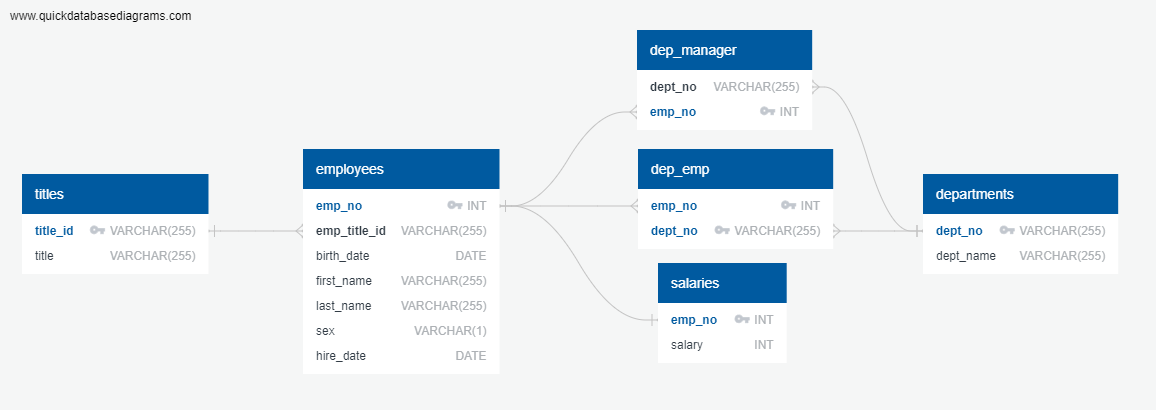 www.quickdatabasediagrams.com
titles
title_id VARCHAR(255)
title VARCHAR(255)
employees
emp_no INT
emp_title_id VARCHAR(255)
birth_date DATE
first_name VARCHAR(255)
last_name VARCHAR(255)
sex VARCHAR(1)
hire_date DATE
dep_manager
dept_no VARCHAR(255)
emp_no INT
dep_emp
emp_no INT
dept_no VARCHAR(255)
salaries
emp_no INT
salary INT
departments
dept_no VARCHAR(255)
dept_name VARCHAR(255)